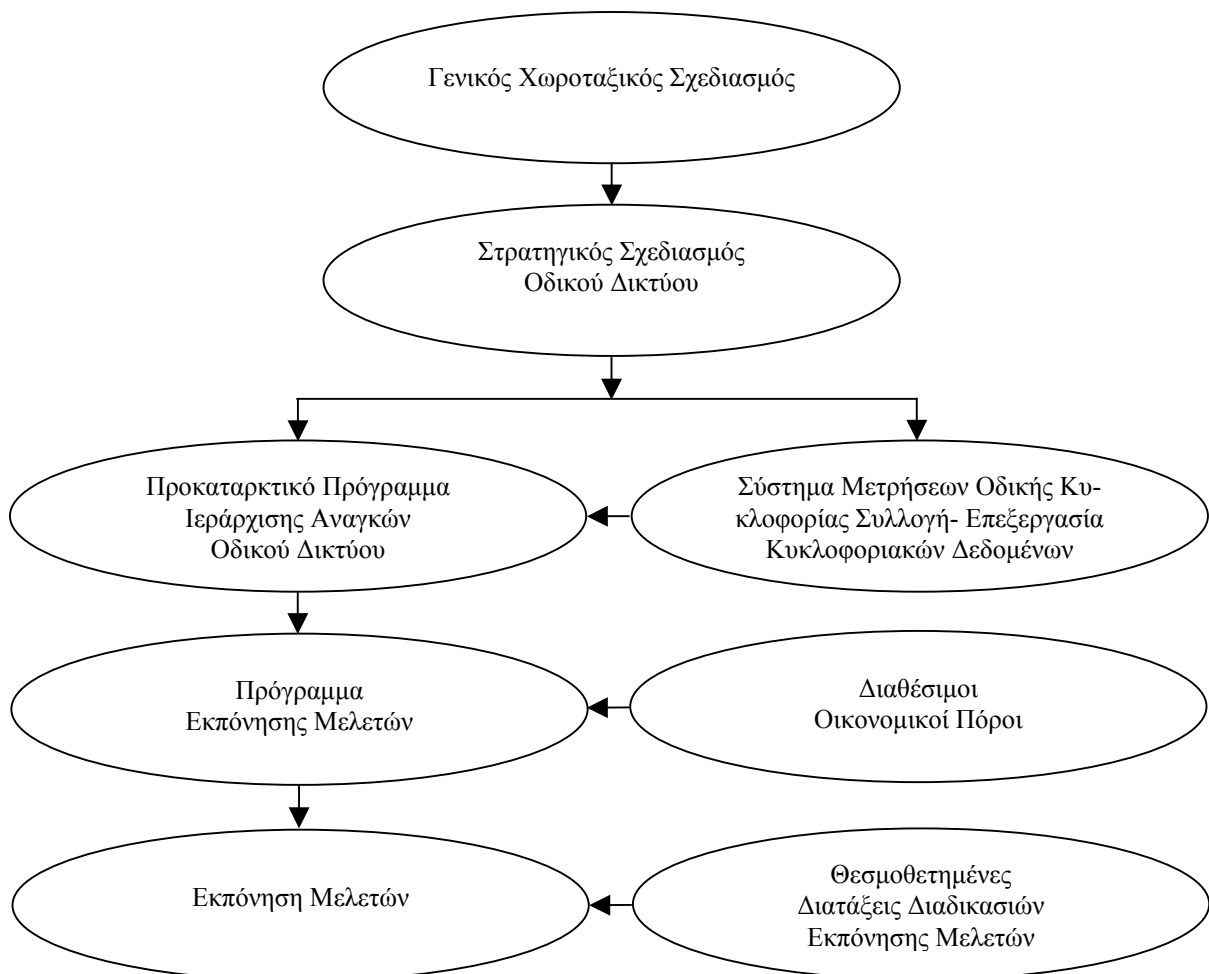 Γενικός Χωροταξικός Σχεδιασμός
Στρατηγικός Σχεδιασμός
Οδικού Δικτύου
Προκαταρκτικό Πρόγραμμα
Ιεράρχισης Αναγκών
Οδικού Δικτύου
Σύστημα Μετρήσεων Οδικής Κυ-
κλοφορίας Συλλογή- Επεξεργασία
Κυκλοφοριακών Δεδομένων
Πρόγραμμα
Εκπόνησης Μελετών
Διαθέσιμοι
Οικονομικοί Πόροι
Εκπόνηση Μελετών
Θεσμοθετημένες
Διατάξεις Διαδικασιών
Εκπόνησης Μελετών